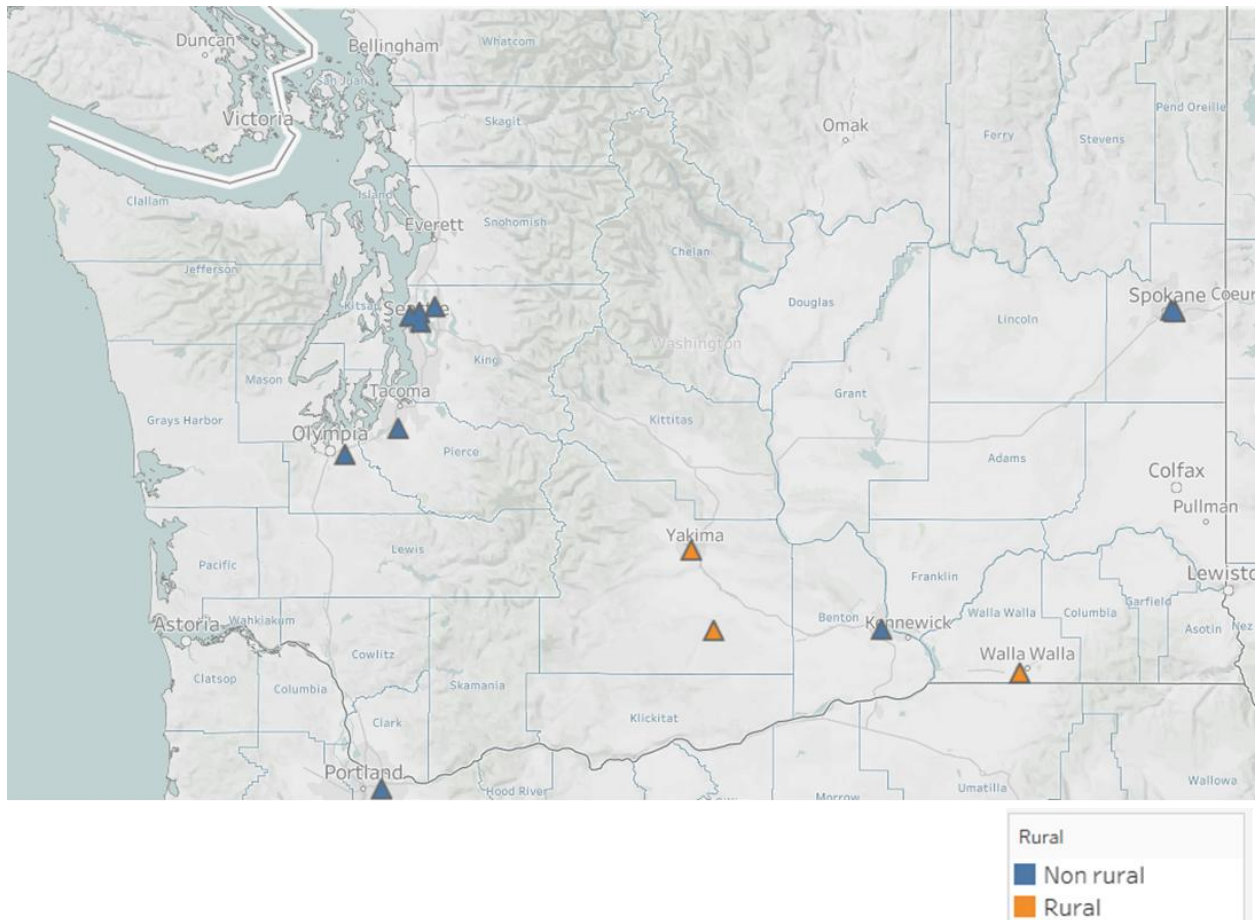 Duncan
Bellingham
Whatcom
San Juan
Pend Oreille
Victoria
Skagit
Omak
Ferry
Stevens
Clallam
Island
Everett
Snohomish
Chelan
Jefferson
Douglas
Kitsap
Seattle
Spokane
Coeur
Lincoln
Washington
King
Mason
Tacoma
Grant
Grays Harbor
Kittitas
Olympia
Pierce
Adams
Colfax
Pullman
Yakima
Lewis
Pacific
Franklin
Lewisto
Benton
Kennewick
Walla Walla
Columbia
Garfield
Astoria
Wahkiakum
Asotin
Nez
Cowlitz
Walla Walla
Clatsop
Columbia
Skamania
Klickitat
Clark
Portland
Hood River
Morrow
Umatilla
Wallowa
Rural
Non rural
Rural